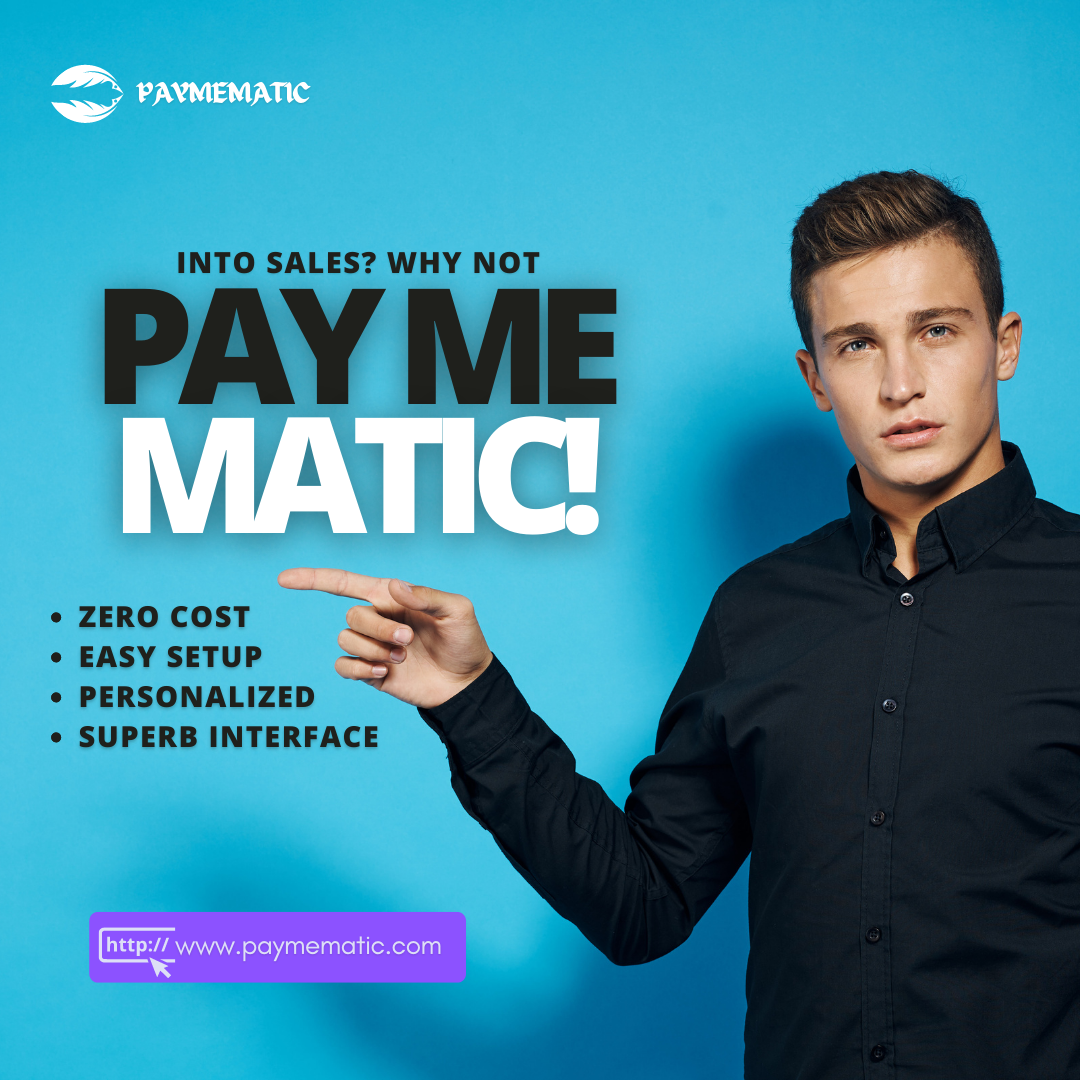 PAYMEMATIC
INTO SALES? WHY NOT
PAY ME
MATIC!
• ZERO COST
• EASY SETUP
• PERSONALIZED
• SUPERB INTERFACE
http:// www.paymematic.com